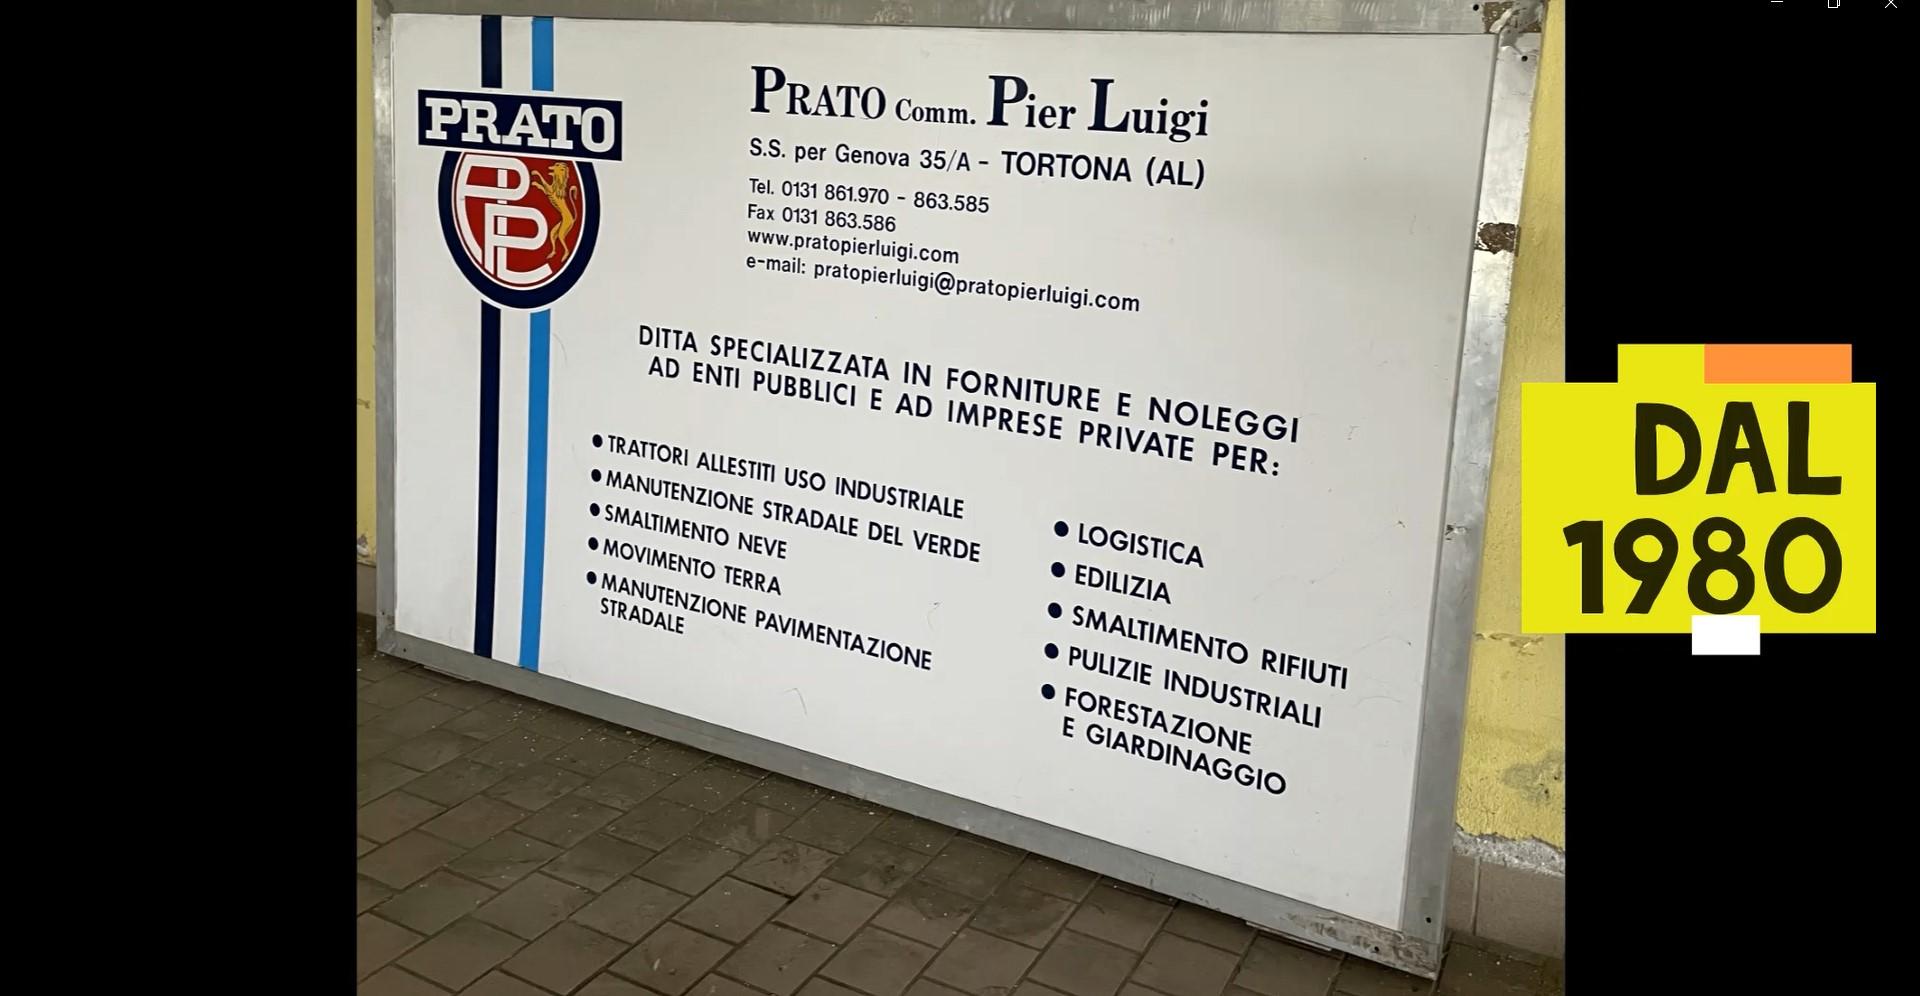 PRATO
PPL
PRATO Comm. Pier Luigi
S.S. per Genova 35/A - TORTONA (AL)
Tel. 0131 861.970 - 863.585
Fax 0131 863.586
www.pratopierluigi.com
e-mail: pratopierluigi@pratopierluigi.com
DITTA SPECIALIZZATA IN FORNITURE E NOLEGGI
AD ENTI PUBBLICI E AD IMPRESE PRIVATE PER:
• TRATTORI ALLESTITI USO INDUSTRIALE
• MANUTENZIONE STRADALE DEL VERDE
• SMALTIMENTO NEVE
• MOVIMENTO TERRA
• MANUTENZIONE PAVIMENTAZIONE
STRADALE
• LOGISTICA
• EDILIZIA
• SMALTIMENTO RIFIUTI
• PULIZIE INDUSTRIALI
• FORESTAZIONE
E GIARDINAGGIO
DAL
1980